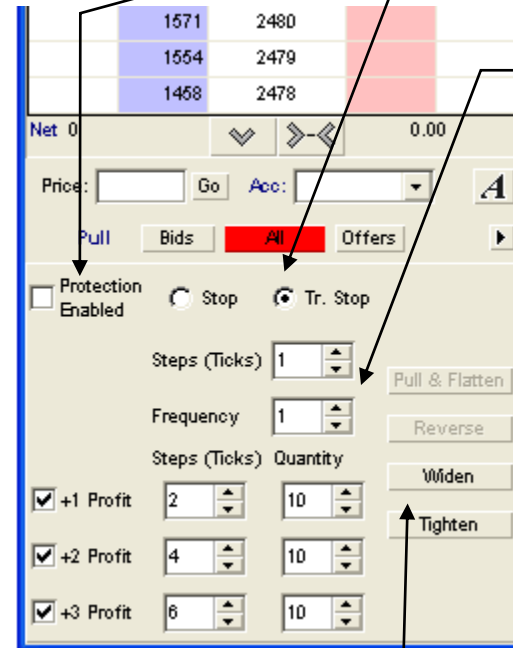 1571 2480
1554 2479
1458 2478
Net 0 0.00
Price: Go Acc: A
Pull Bids All Offers
Protection Enabled Stop Tr. Stop
Steps (Ticks) 1
Pull & Flatten
Frequency 1
Reverse
Steps (Ticks) Quantity
Widen
+1 Profit 2 10
Tighten
+2 Profit 4 10
+3 Profit 6 10